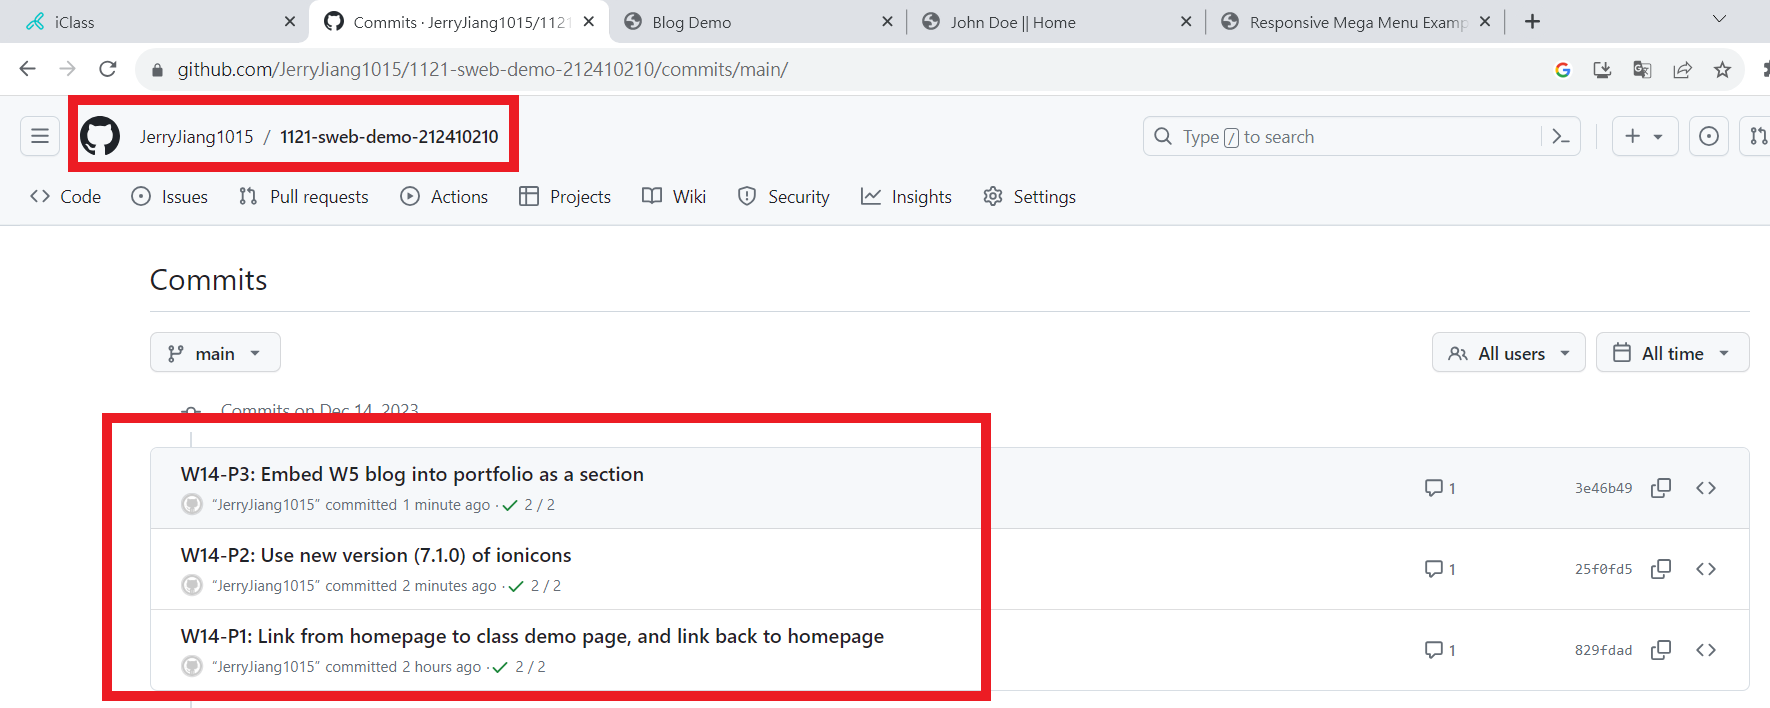 iClass
Commits · JerryJiang1015/1121
Blog Demo
John Doe || Home
Responsive Mega Menu Examp
github.com/JerryJiang1015/1121-sweb-demo-212410210/commits/main/
JerryJiang1015 / 1121-sweb-demo-212410210
Type / to search
Code
Issues
Pull requests
Actions
Projects
Wiki
Security
Insights
Settings
Commits
main
All users
All time
Commits on Dec 14, 2023
W14-P3: Embed W5 blog into portfolio as a section
“JerryJiang1015” committed 1 minute ago · 2 / 2
1
3e46b49
W14-P2: Use new version (7.1.0) of ionicons
“JerryJiang1015” committed 2 minutes ago · 2 / 2
1
25f0fd5
W14-P1: Link from homepage to class demo page, and link back to homepage
“JerryJiang1015” committed 2 hours ago · 2 / 2
1
829fdad